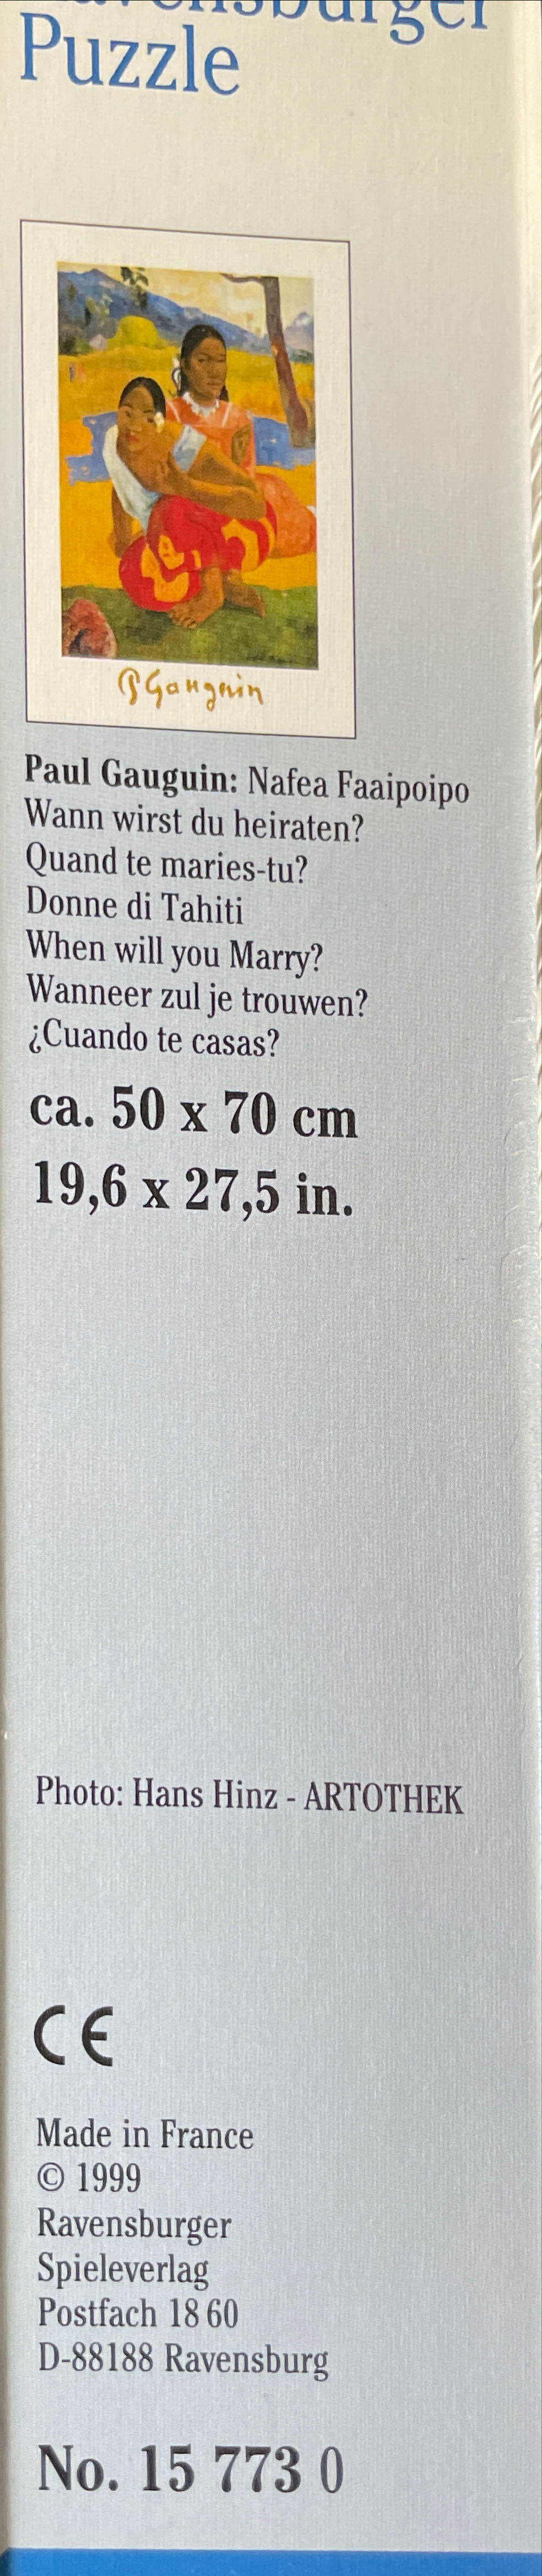 Ravensburger
Puzzle
P Gauguin
Paul Gauguin: Nafea Faaipoipo
Wann wirst du heiraten?
Quand te maries-tu?
Donne di Tahiti
When will you Marry?
Wanneer zul je trouwen?
¿Cuando te casas?
ca. 50 x 70 cm
19,6 x 27,5 in.
Photo: Hans Hinz - ARTOTHEK
CE
Made in France
© 1999
Ravensburger
Spieleverlag
Postfach 18 60
D-88188 Ravensburg
No. 15 773 0